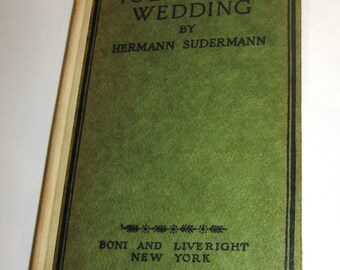 WEDDING
BY
HERMANN SUDERMANN
BONI AND LIVERIGHT
NEW YORK